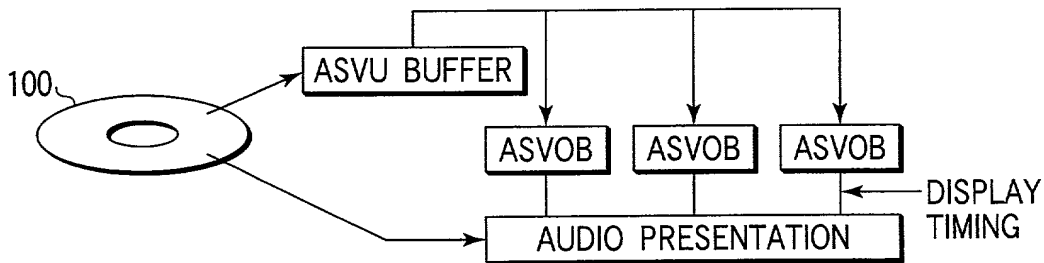 100
ASVU BUFFER
ASVOB
ASVOB
ASVOB
DISPLAY
TIMING
AUDIO PRESENTATION